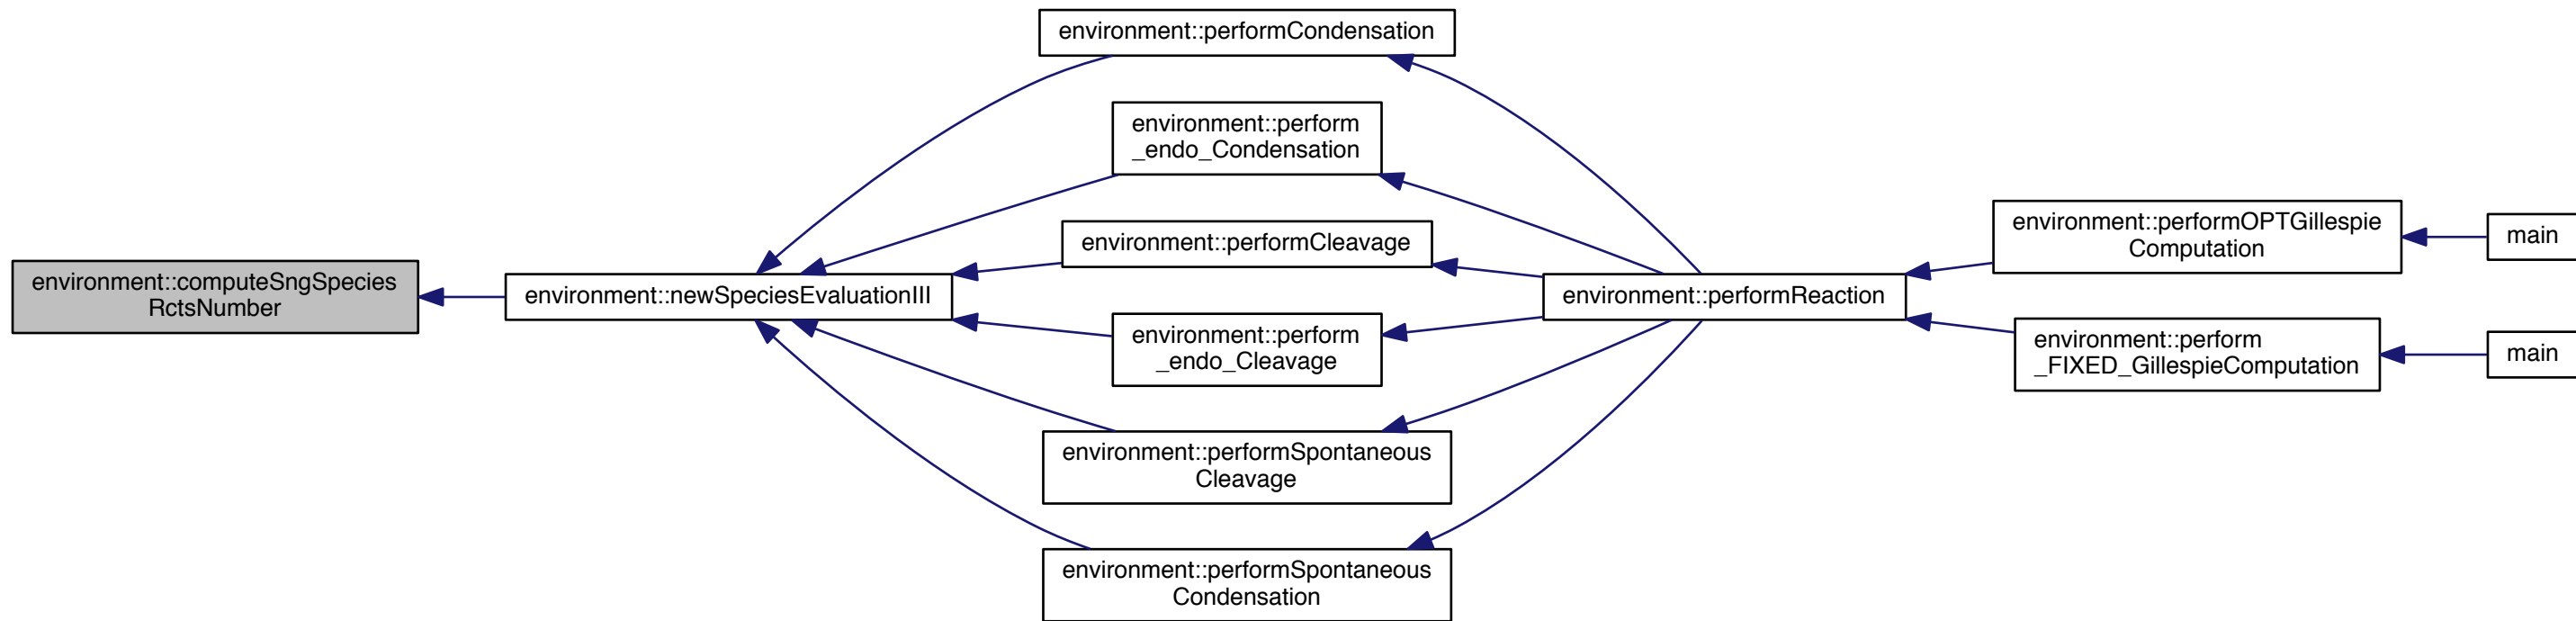 environment::computeSngSpecies
RctsNumber
environment::newSpeciesEvaluationIII
environment::performCondensation
environment::perform
_endo_Condensation
environment::performCleavage
environment::perform
_endo_Cleavage
environment::performSpontaneous
Cleavage
environment::performSpontaneous
Condensation
environment::performReaction
environment::performOPTGillespie
Computation
environment::perform
_FIXED_GillespieComputation
main
main